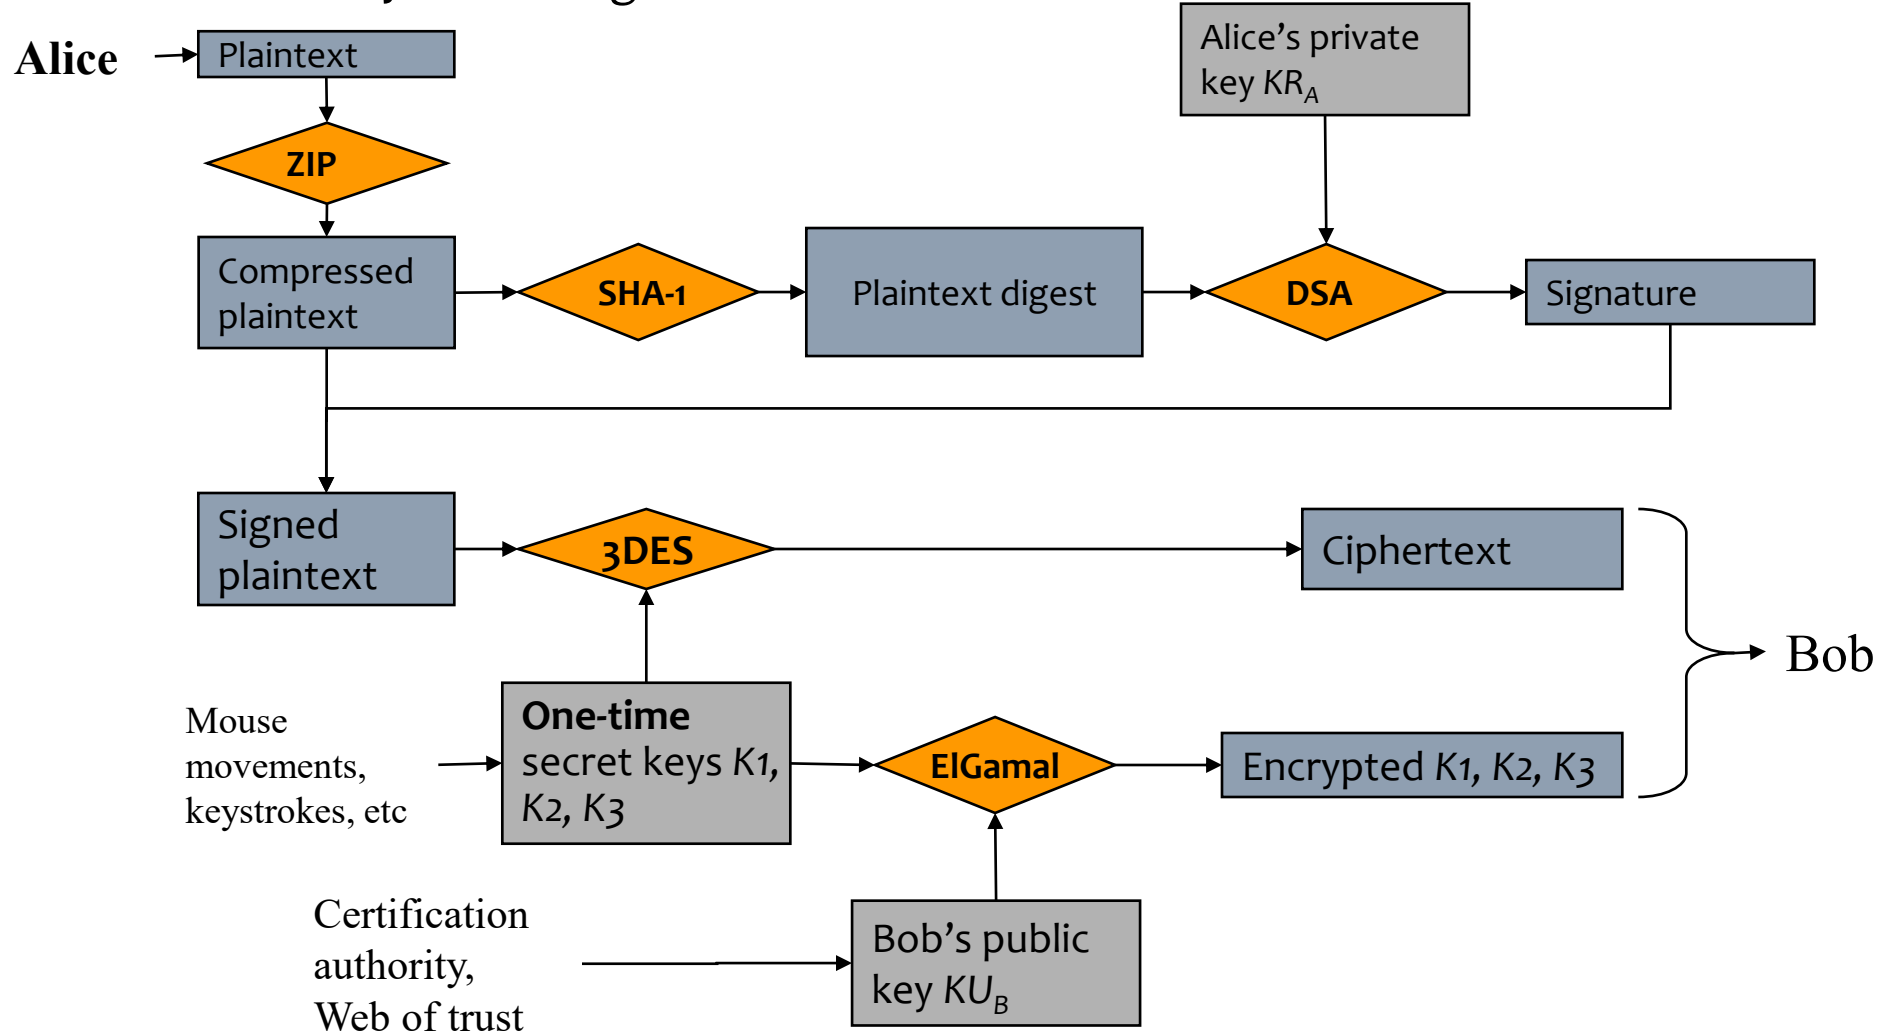 Alice
Plaintext
Alice's private
key KR_A
ZIP
Compressed
plaintext
SHA-1
Plaintext digest
DSA
Signature
Signed
plaintext
3DES
Ciphertext
Bob
Mouse
movements,
keystrokes, etc
One-time
secret keys K1,
K2, K3
ElGamal
Encrypted K1, K2, K3
Certification
authority,
Web of trust
Bob's public
key KU_B